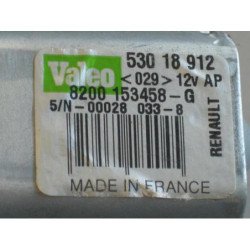 Valeo 530 18 912
<029> 12V AP
8200 153458-G
S/N-00028 033-8
RENAULT
MADE IN FRANCE